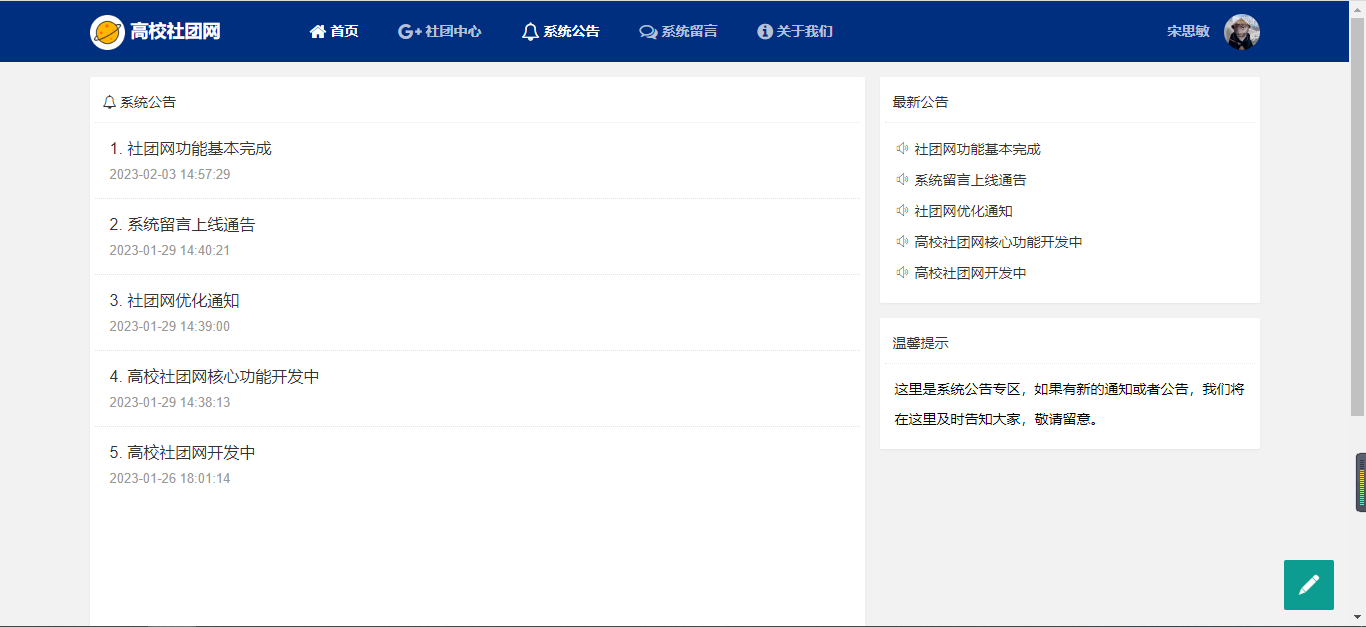 高校社团网
首页
社团中心
系统公告
系统留言
关于我们
宋思敏
系统公告
1. 社团网功能基本完成
2023-02-03 14:57:29
2. 系统留言上线通告
2023-01-29 14:40:21
3. 社团网优化通知
2023-01-29 14:39:00
4. 高校社团网核心功能开发中
2023-01-29 14:38:13
5. 高校社团网开发中
2023-01-26 18:01:14
最新公告
社团网功能基本完成
系统留言上线通告
社团网优化通知
高校社团网核心功能开发中
高校社团网开发中
温馨提示
这里是系统公告专区，如果有新的通知或者公告，我们将
在这里及时告知大家，敬请留意。